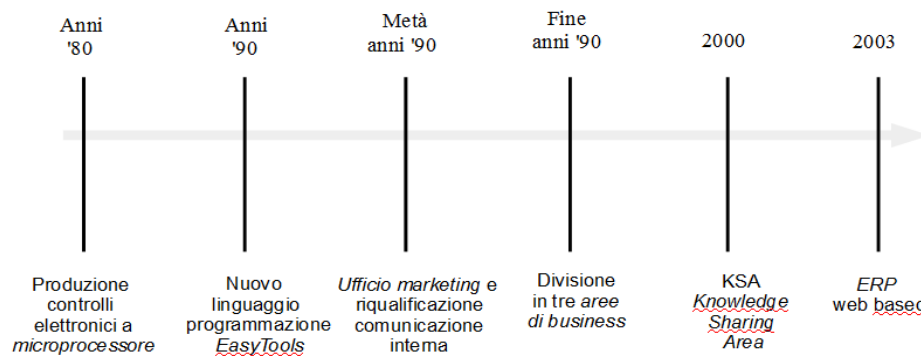 Anni
'80
Anni
'90
Metà
anni '90
Fine
anni '90
2000
2003
Produzione
controlli
elettronici a
microprocessore
Nuovo
linguaggio
programmazione
EasyTools
Ufficio marketing e
riqualificazione
comunicazione
interna
Divisione
in tre aree
di business
KSA
Knowledge
Sharing
Area
ERP
web based